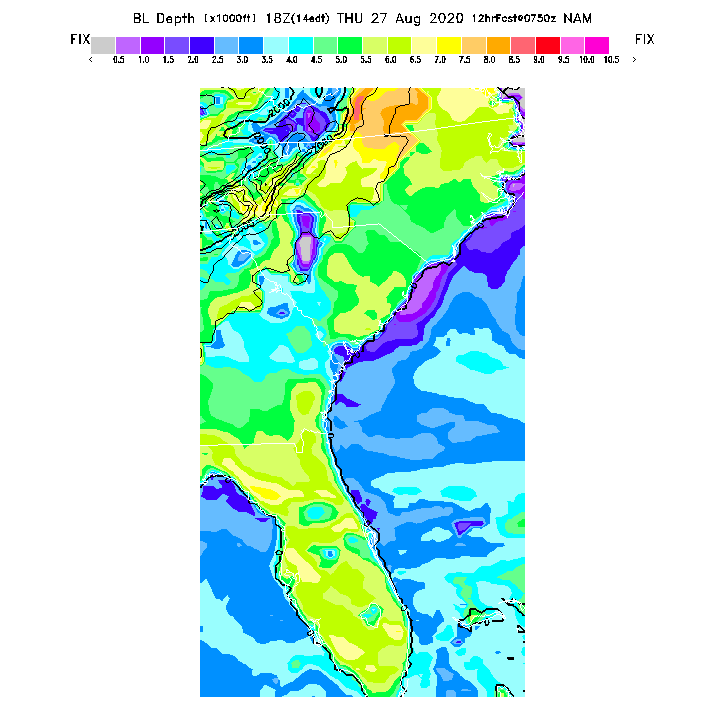 BL Depth [x1000ft] 18Z(14edt) THU 27 Aug 2020 12hrFcst@0750z NAM
FIX FIX
< 0.5 1.0 1.5 2.0 2.5 3.0 3.5 4.0 4.5 5.0 5.5 6.0 6.5 7.0 7.5 8.0 8.5 9.0 9.5 10.0 10.5 >
2000